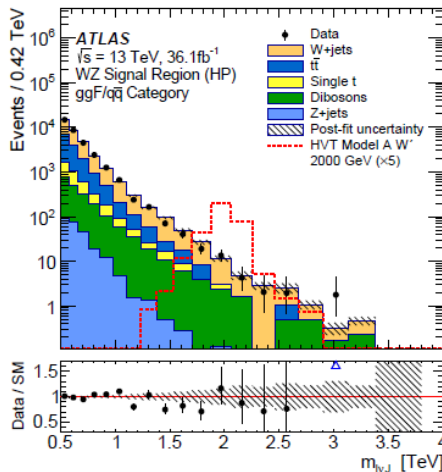 Events / 0.42 TeV
10⁶
10⁵
10⁴
10³
10²
10
1
ATLAS
√s = 13 TeV, 36.1fb⁻¹
WZ Signal Region (HP)
ggF/qq̄ Category
Data
W+jets
tt̄
Single t
Dibosons
Z+jets
Post-fit uncertainty
HVT Model A W′
2000 GeV (×5)
Data / SM
1.5
1
0.5
0.5 1 1.5 2 2.5 3 3.5 4
m_lν,J [TeV]